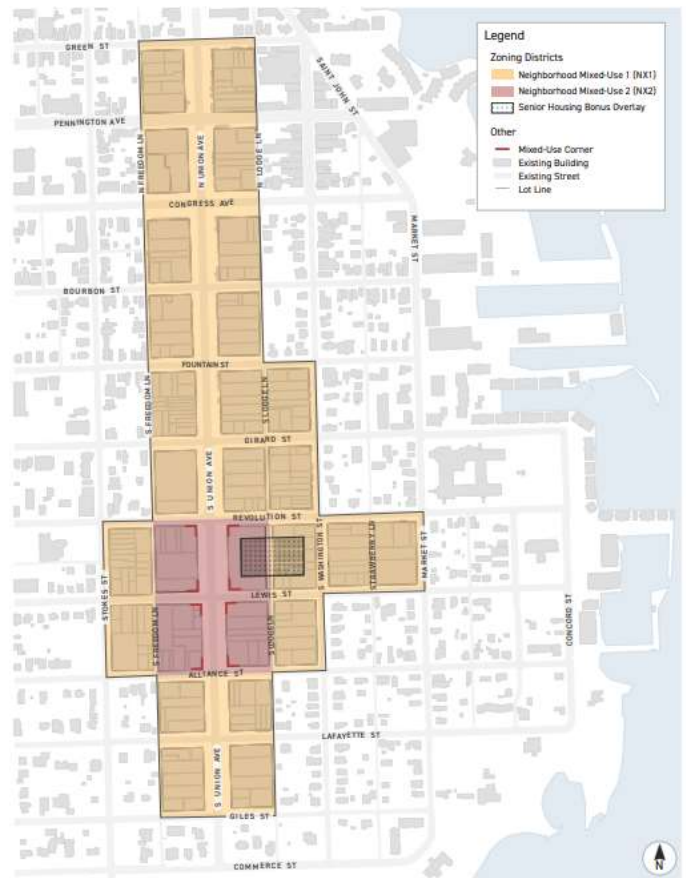 Legend
Zoning Districts
Neighborhood Mixed-Use 1 (NX1)
Neighborhood Mixed-Use 2 (NX2)
Senior Housing Bonus Overlay
Other
Mixed-Use Corner
Existing Building
Existing Street
Lot Line
GREEN ST
SAINT JOHN ST
PENNINGTON AVE
N FREEDOM LN
N UNION AVE
N LODGE LN
CONGRESS AVE
MARKET ST
BOURBON ST
FOUNTAIN ST
S FREEDOM LN
S LODGE LN
GIRARD ST
S UNION AVE
REVOLUTION ST
S WASHINGTON ST
STRAWBERRY LN
MARKET ST
STOKES ST
LEWIS ST
CONCORD ST
S FREEDOM LN
S LODGE LN
ALLIANCE ST
LAFAYETTE ST
S UNION AVE
GILES ST
COMMERCE ST
N